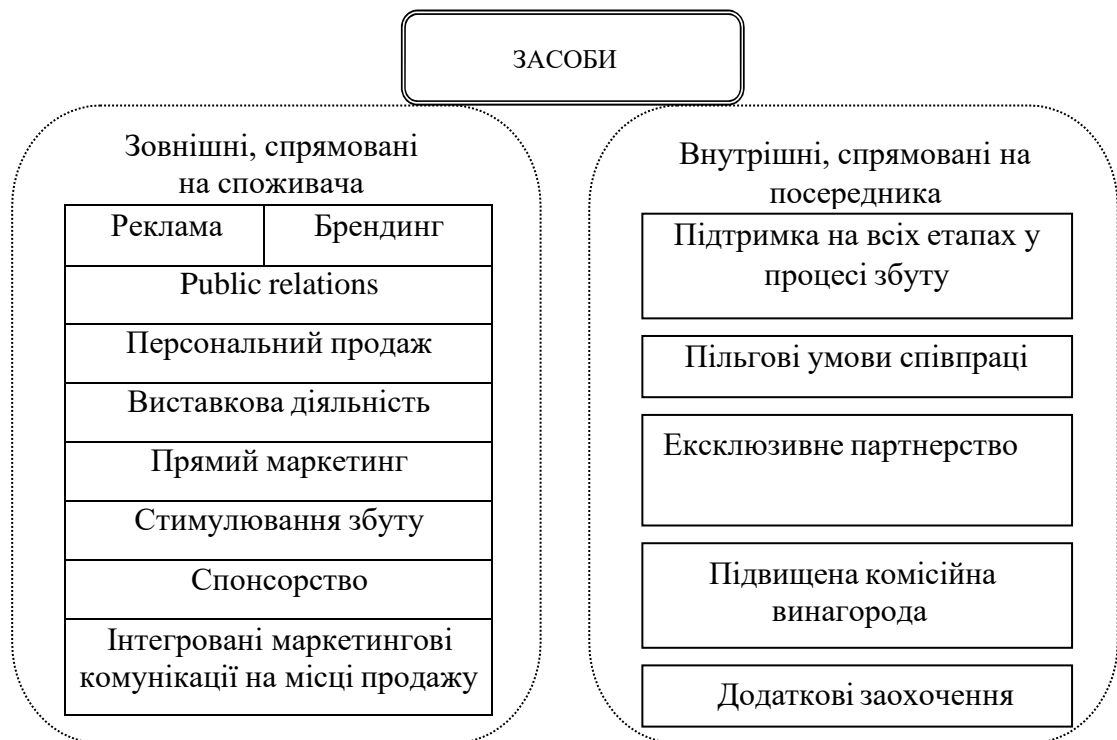 ЗАСОБИ
Зовнішні, спрямовані
на споживача
Реклама
Брендинг
Public relations
Персональний продаж
Виставкова діяльність
Прямий маркетинг
Стимулювання збуту
Спонсорство
Інтегровані маркетингові
комунікації на місці продажу
Внутрішні, спрямовані на
посередника
Підтримка на всіх етапах у
процесі збуту
Пільгові умови співпраці
Ексклюзивне партнерство
Підвищена комісійна
винагорода
Додаткові заохочення